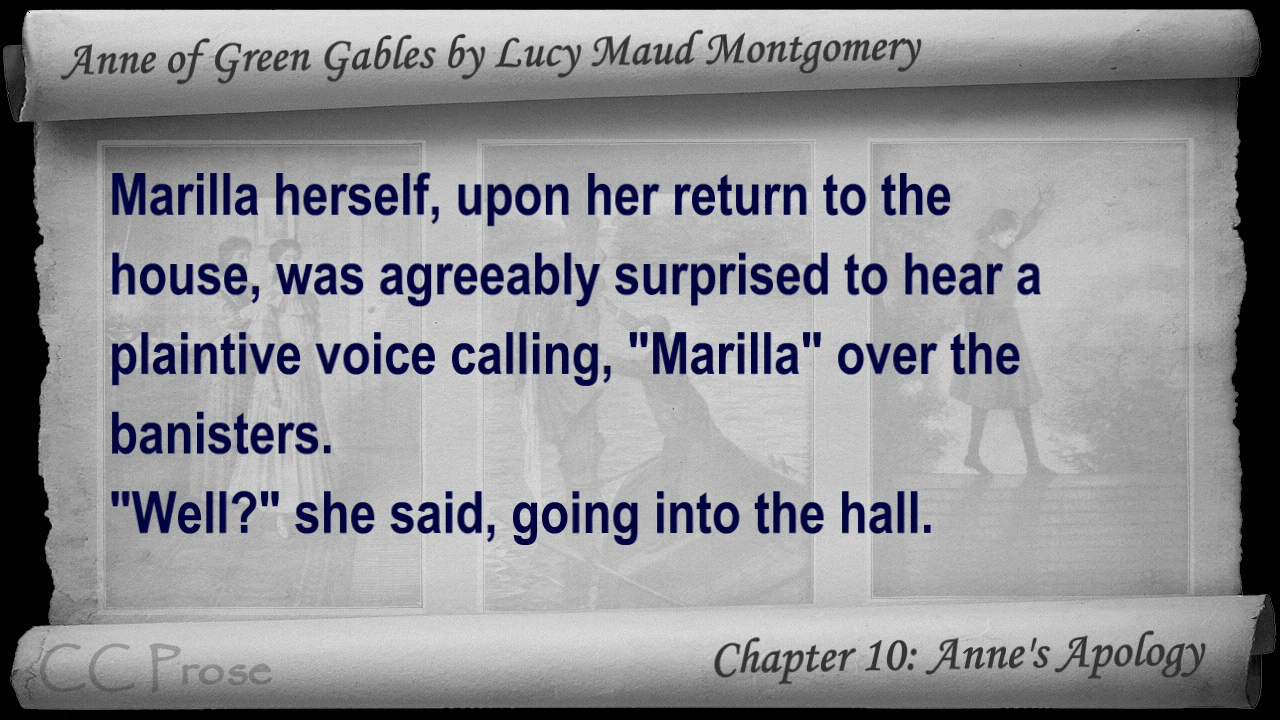 Anne of Green Gables by Lucy Maud Montgomery
Marilla herself, upon her return to the
house, was agreeably surprised to hear a
plaintive voice calling, "Marilla" over the
banisters.
"Well?" she said, going into the hall.
CC Prose
Chapter 10: Anne's Apology